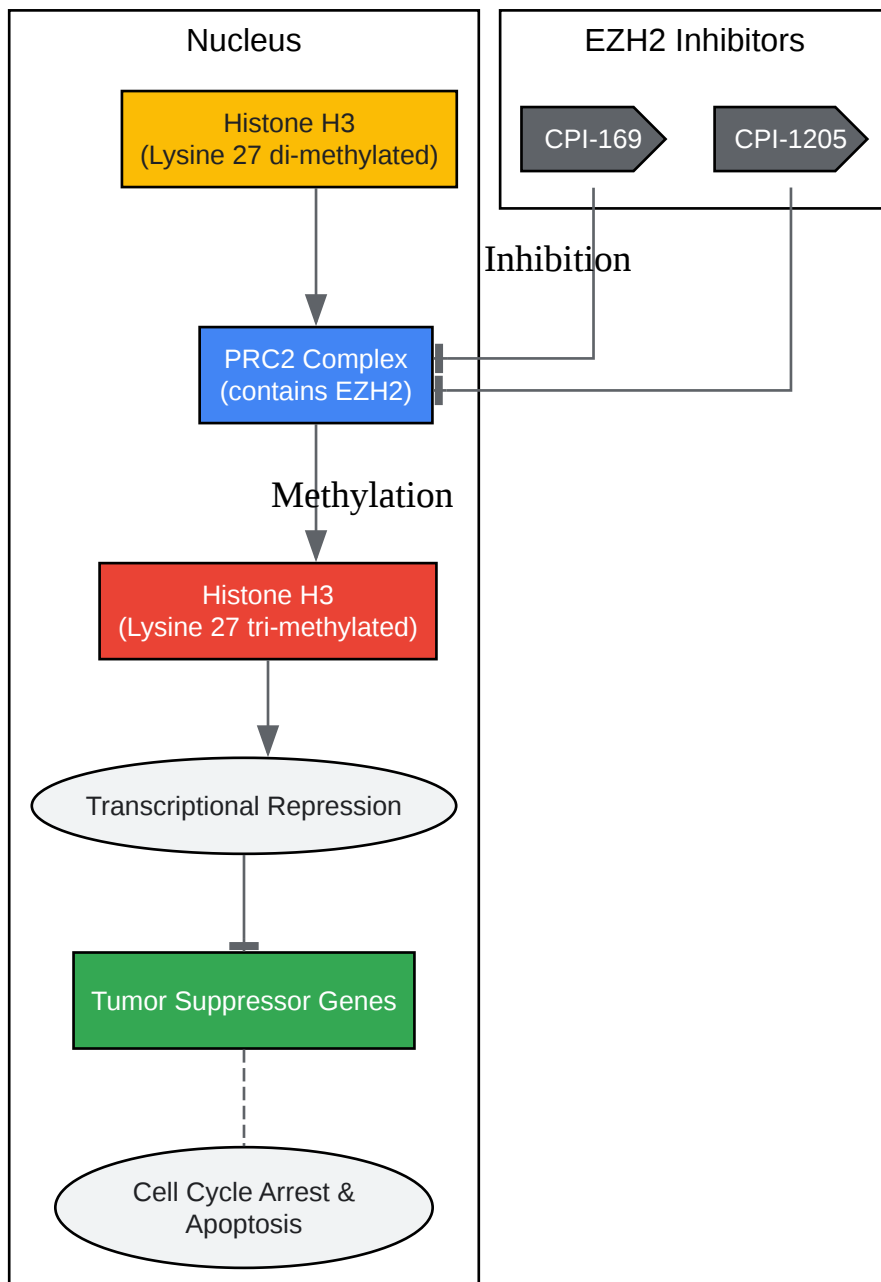 Nucleus
EZH2 Inhibitors
Histone H3
(Lysine 27 di-methylated)
CPI-169
CPI-1205
Inhibition
PRC2 Complex
(contains EZH2)
Methylation
Histone H3
(Lysine 27 tri-methylated)
Transcriptional Repression
Tumor Suppressor Genes
Cell Cycle Arrest &
Apoptosis